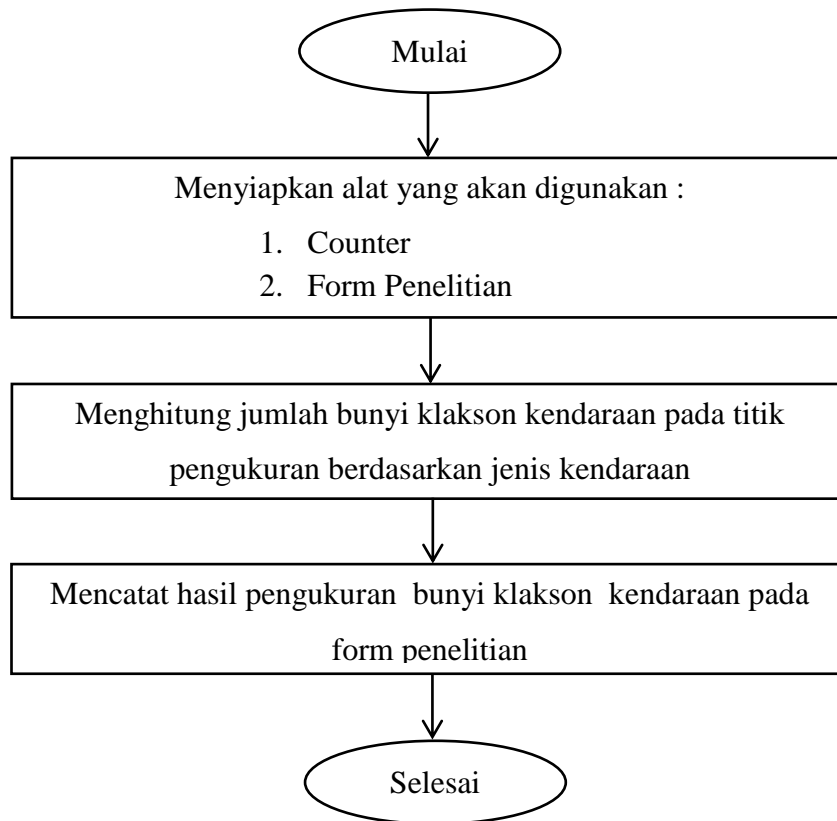 Mulai
Menyiapkan alat yang akan digunakan :
1. Counter
2. Form Penelitian
Menghitung jumlah bunyi klakson kendaraan pada titik
pengukuran berdasarkan jenis kendaraan
Mencatat hasil pengukuran bunyi klakson kendaraan pada
form penelitian
Selesai